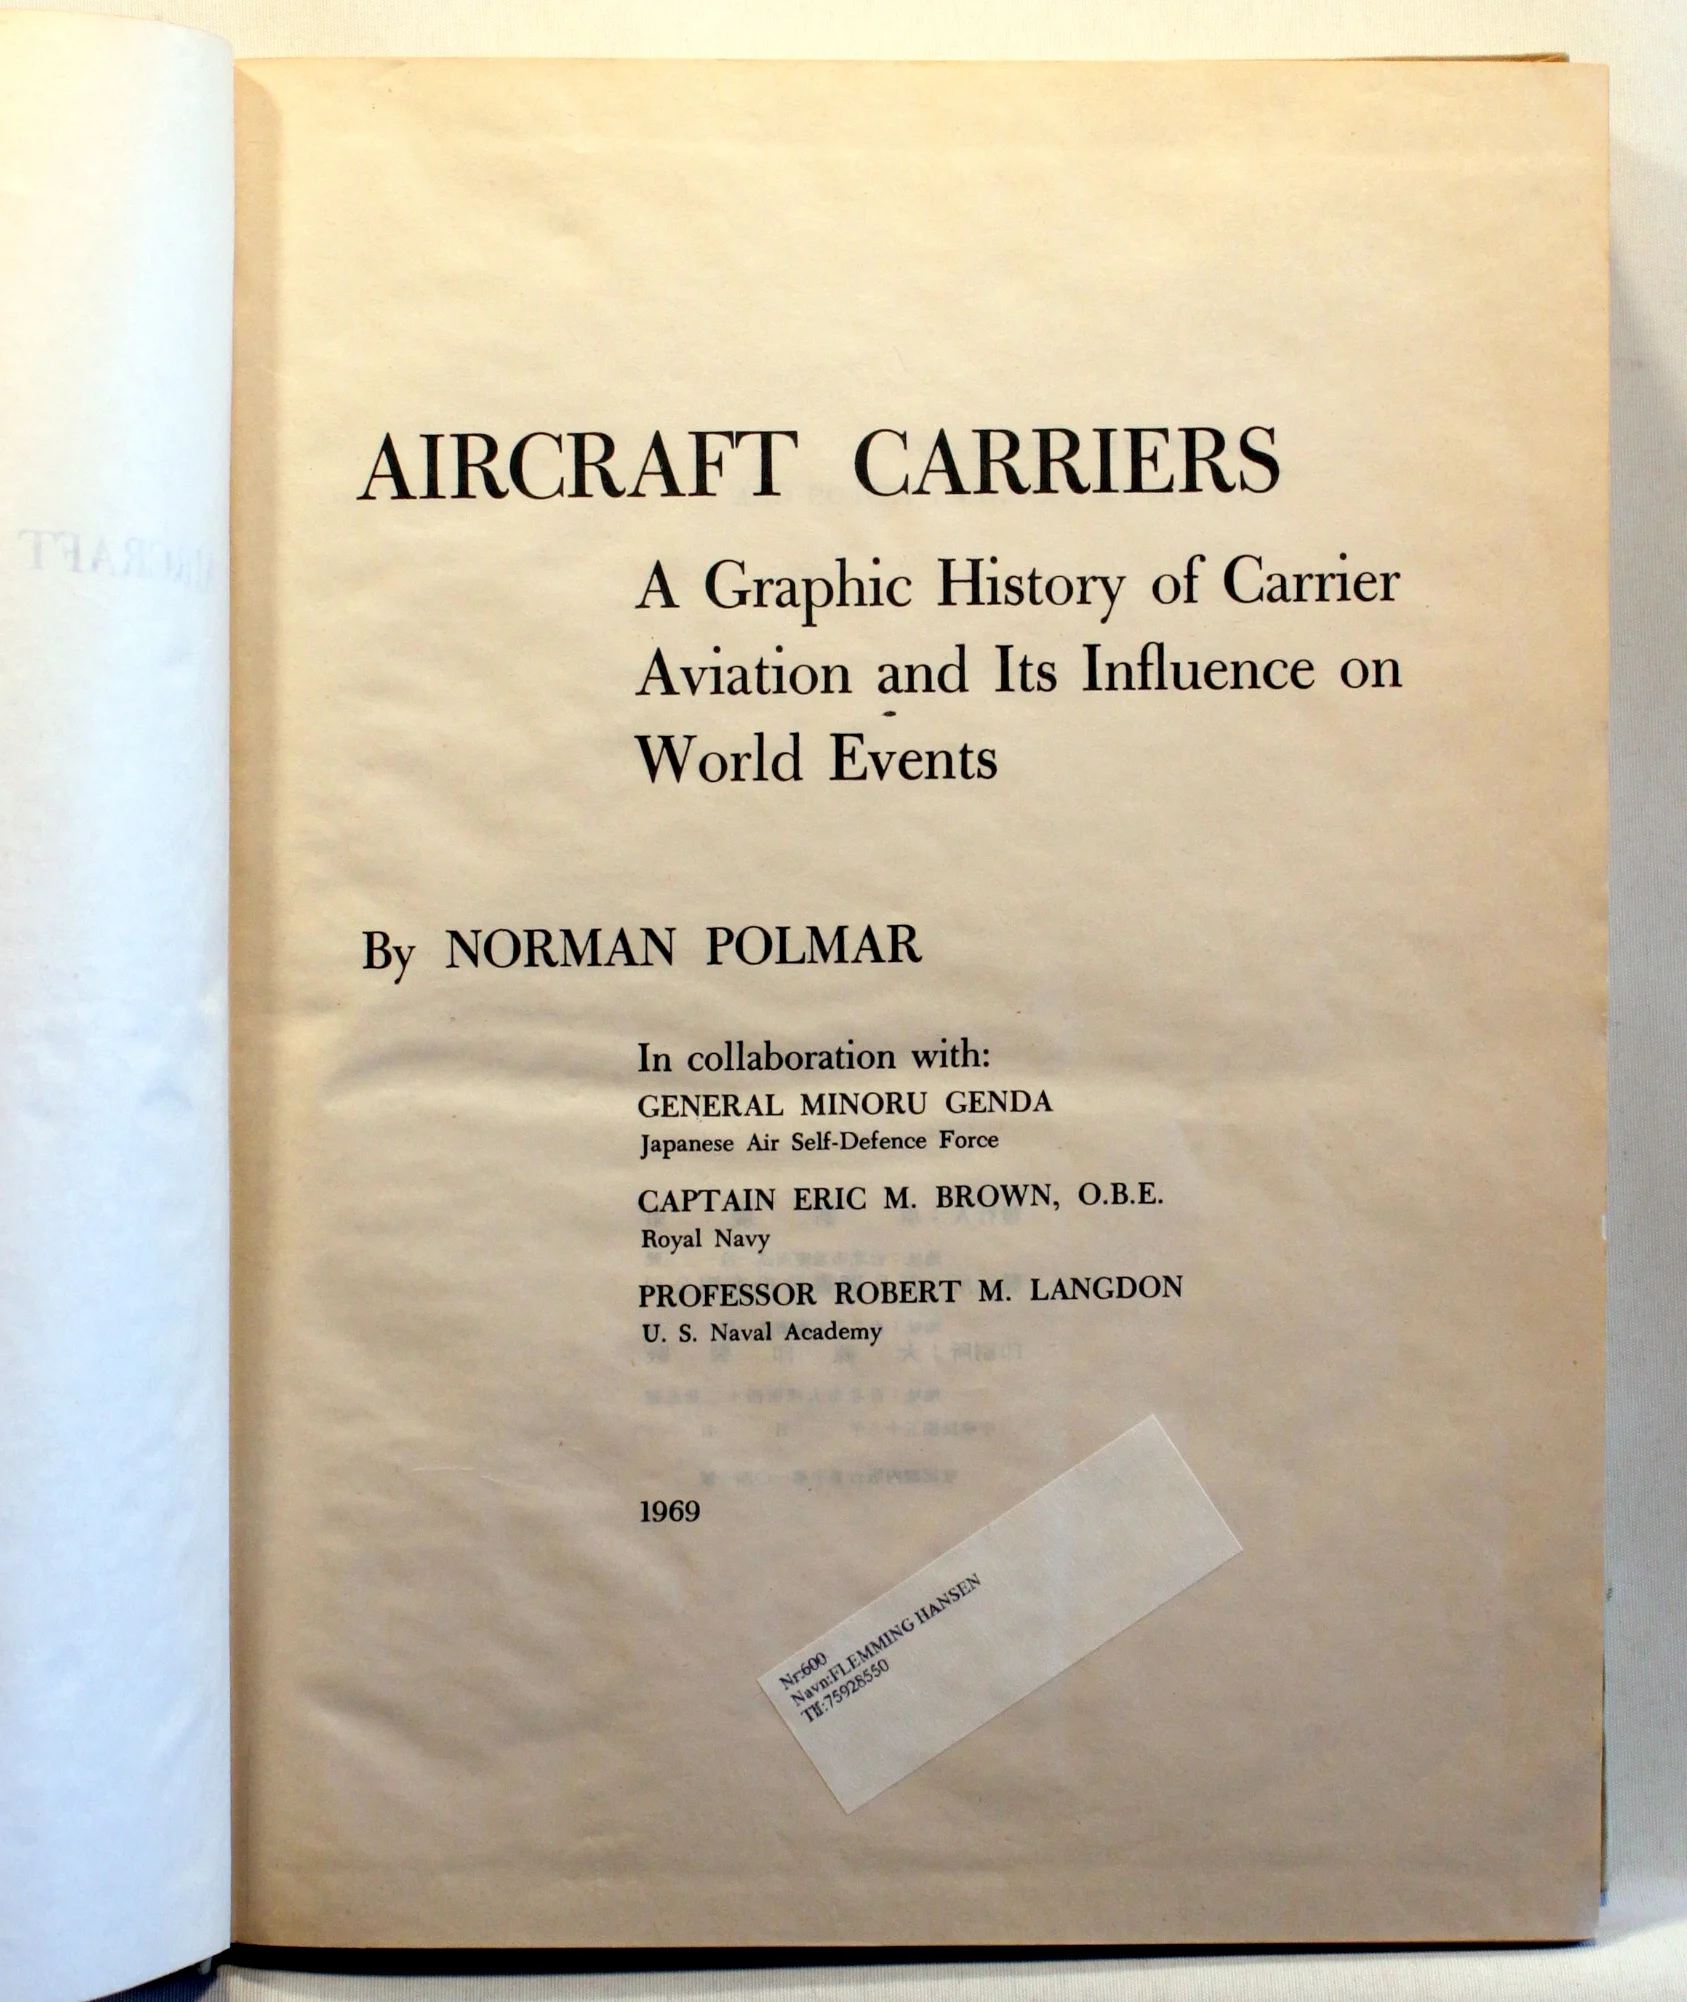 AIRCRAFT CARRIERS
A Graphic History of Carrier
Aviation and Its Influence on
World Events
By NORMAN POLMAR
In collaboration with:
GENERAL MINORU GENDA
Japanese Air Self-Defence Force
CAPTAIN ERIC M. BROWN, O.B.E.
Royal Navy
PROFESSOR ROBERT M. LANGDON
U. S. Naval Academy
1969
Nr:600
Navn:FLEMMING HANSEN
Tlf:75928550
AIRCRAFT